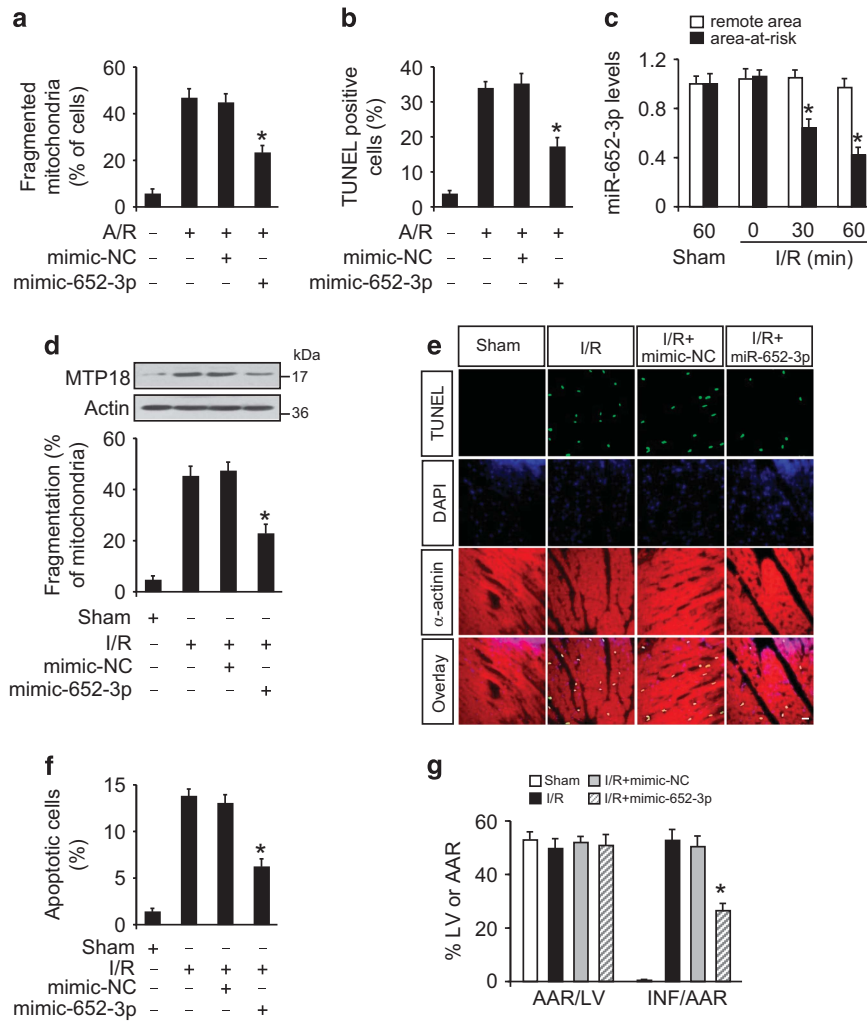 a
Fragmented
mitochondria
(% of cells)
60
40
20
0
A/R – + + +
mimic-NC – – + –
mimic-652-3p – – – +
*
b
TUNEL positive
cells (%)
40
30
20
10
0
A/R – + + +
mimic-NC – – + –
mimic-652-3p – – – +
*
c
remote area
area-at-risk
miR-652-3p levels
1.2
0.8
0.4
0
* *
60 0 30 60
Sham I/R (min)
d
kDa
MTP18 17
Actin 36
Fragmentation (%
of mitochondria)
60
40
20
0
*
Sham + – – –
I/R – + + +
mimic-NC – – + –
mimic-652-3p – – – +
e
Sham I/R I/R+ mimic-NC I/R+ miR-652-3p
TUNEL
DAPI
α-actinin
Overlay
f
Apoptotic cells
(%)
15
10
5
0
*
Sham + – – –
I/R – + + +
mimic-NC – – + –
mimic-652-3p – – – +
g
Sham I/R+mimic-NC
I/R I/R+mimic-652-3p
% LV or AAR
60
40
20
0
*
AAR/LV INF/AAR